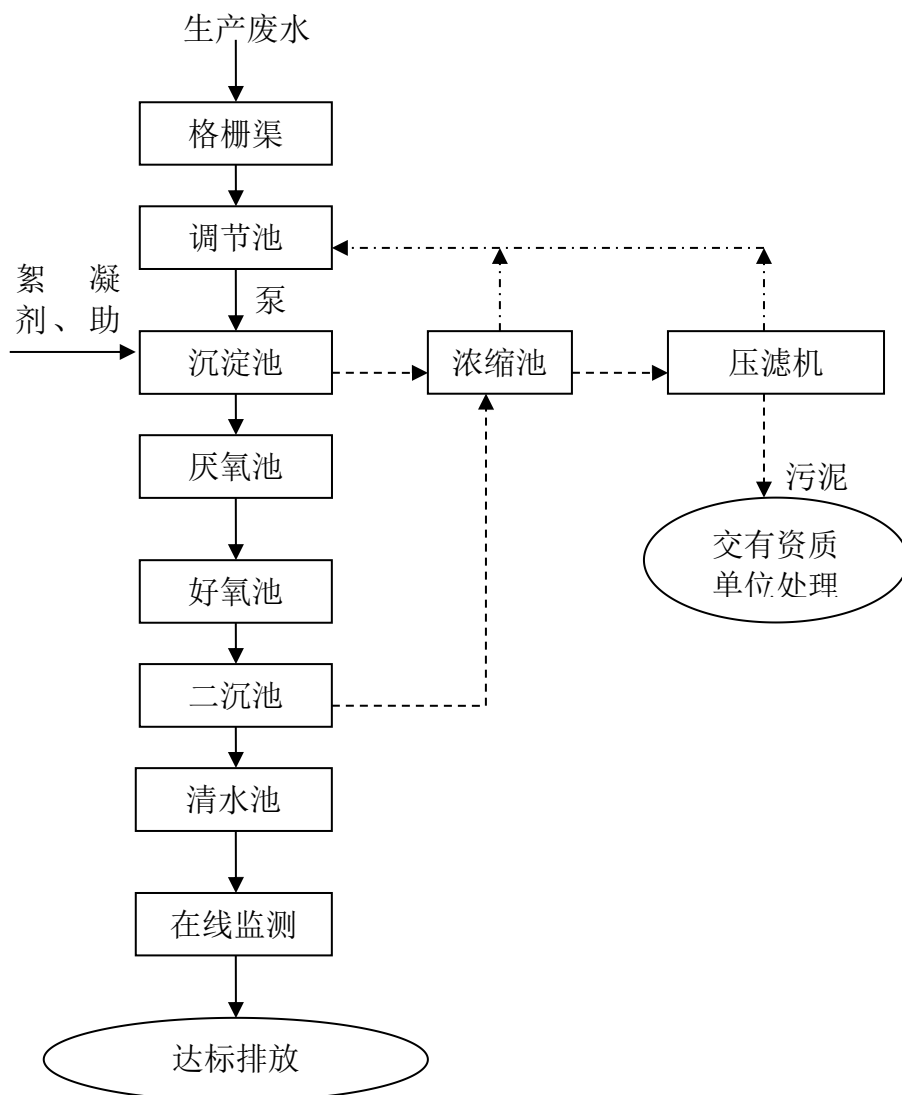 生产废水
格栅渠
调节池
泵
絮凝
剂、助
沉淀池
浓缩池
压滤机
厌氧池
污泥
交有资质
单位处理
好氧池
二沉池
清水池
在线监测
达标排放